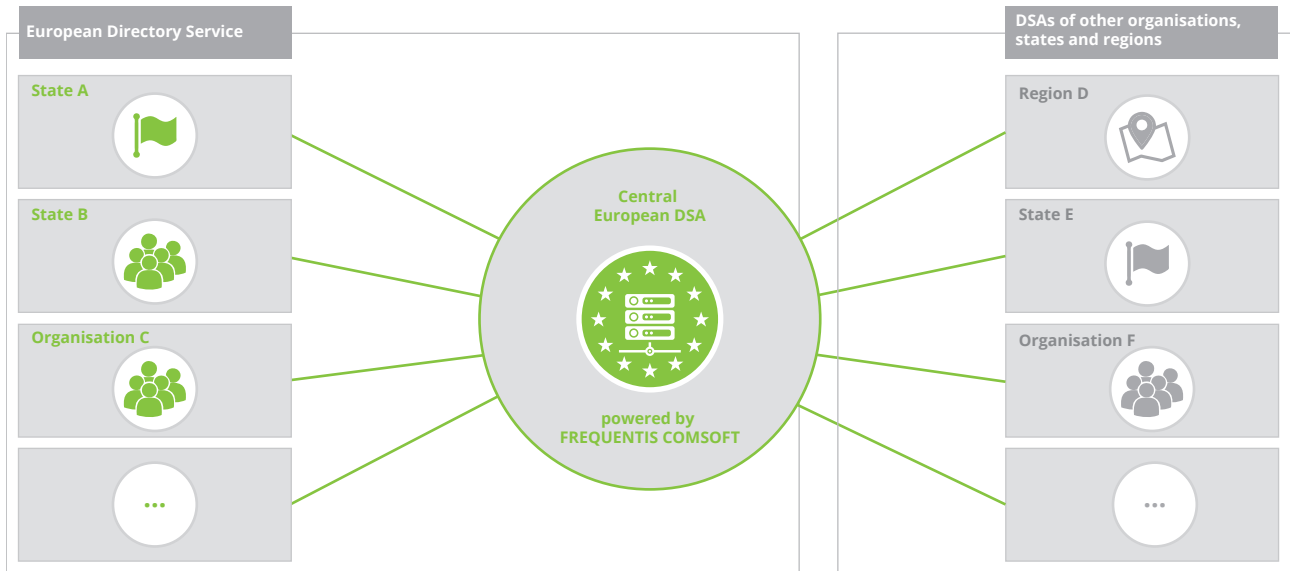 European Directory Service
State A
State B
Organisation C
...
Central
European DSA
powered by
FREQUENTIS COMSOFT
DSAs of other organisations,
states and regions
Region D
State E
Organisation F
...